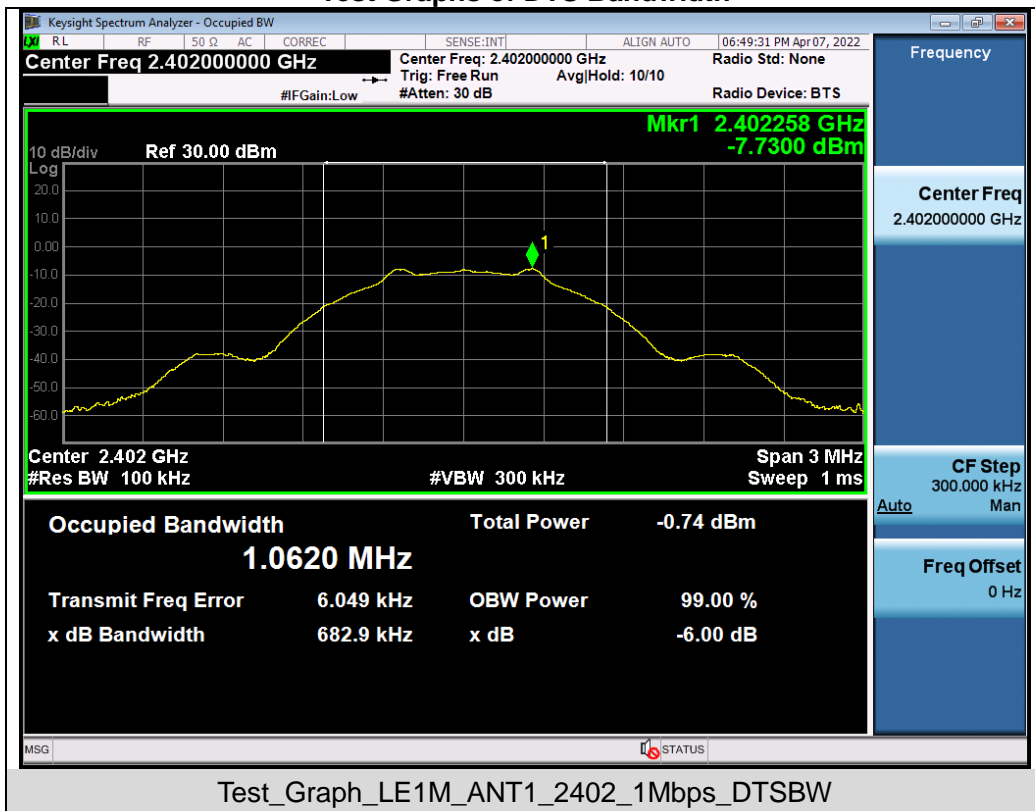 Test Graphs of DTS Bandwidth
Keysight Spectrum Analyzer - Occupied BW
LXI RL RF 50 Ω AC CORREC SENSE:INT ALIGN AUTO 06:49:31 PM Apr 07, 2022
Center Freq 2.402000000 GHz
Center Freq: 2.402000000 GHz
Radio Std: None
Trig: Free Run Avg|Hold: 10/10
#IFGain:Low #Atten: 30 dB Radio Device: BTS
Frequency
Mkr1 2.402258 GHz
-7.7300 dBm
10 dB/div Ref 30.00 dBm
Log
20.0
10.0
0.00
-10.0
-20.0
-30.0
-40.0
-50.0
-60.0
1
Center 2.402 GHz Span 3 MHz
#Res BW 100 kHz #VBW 300 kHz Sweep 1 ms
Center Freq
2.402000000 GHz
CF Step
300.000 kHz
Auto Man
Freq Offset
0 Hz
Occupied Bandwidth Total Power -0.74 dBm
1.0620 MHz
Transmit Freq Error 6.049 kHz OBW Power 99.00 %
x dB Bandwidth 682.9 kHz x dB -6.00 dB
MSG STATUS
Test_Graph_LE1M_ANT1_2402_1Mbps_DTSBW